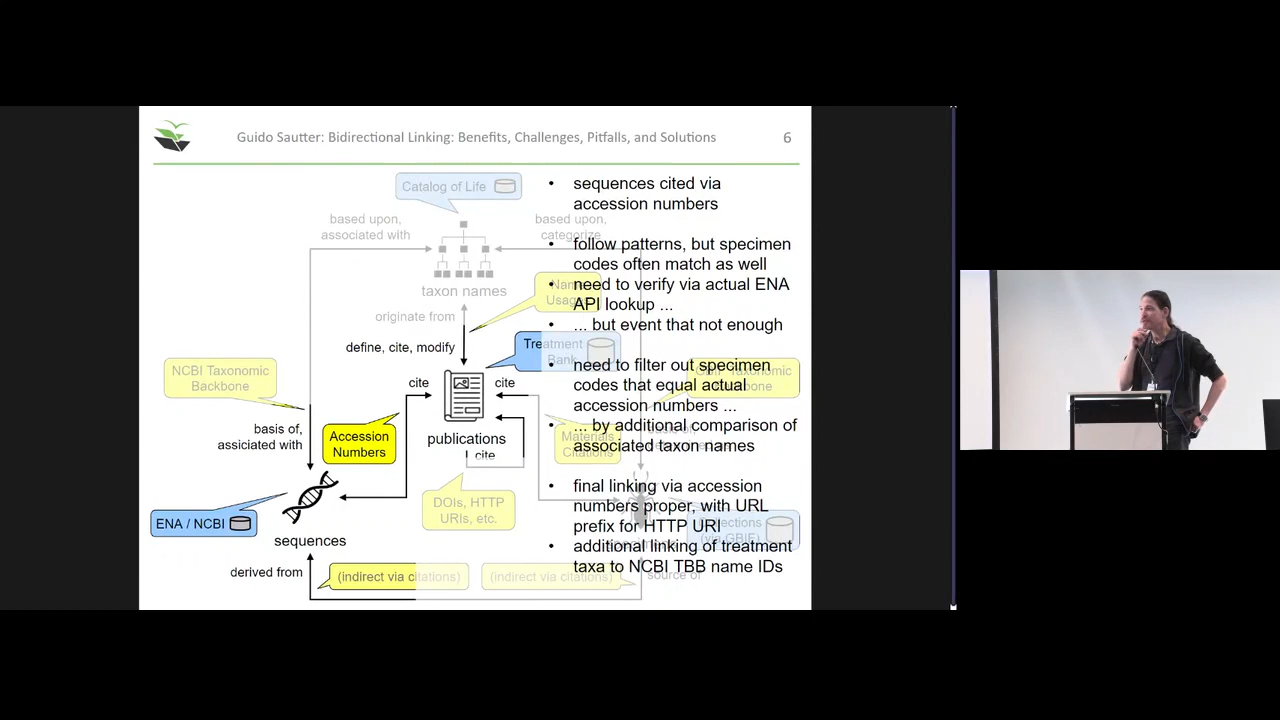 Guido Sautter: Bidirectional Linking: Benefits, Challenges, Pitfalls, and Solutions
6
Catalog of Life
based upon,
associated with
based upon,
categorize
taxon names
originate from
define, cite, modify
Treatment
Bank
NCBI Taxonomic
Backbone
cite
cite
basis of,
assiciated with
Accession
Numbers
publications
cite
Materials
Citations
DOIs, HTTP
URIs, etc.
ENA / NCBI
sequences
derived from
(indirect via citations)
(indirect via citations)
source of
• sequences cited via
accession numbers
• follow patterns, but specimen
codes often match as well
• need to verify via actual ENA
API lookup ...
• ... but event that not enough
• need to filter out specimen
codes that equal actual
accession numbers ...
• ... by additional comparison of
associated taxon names
• final linking via accession
numbers proper, with URL
prefix for HTTP URI
• additional linking of treatment
taxa to NCBI TBB name IDs